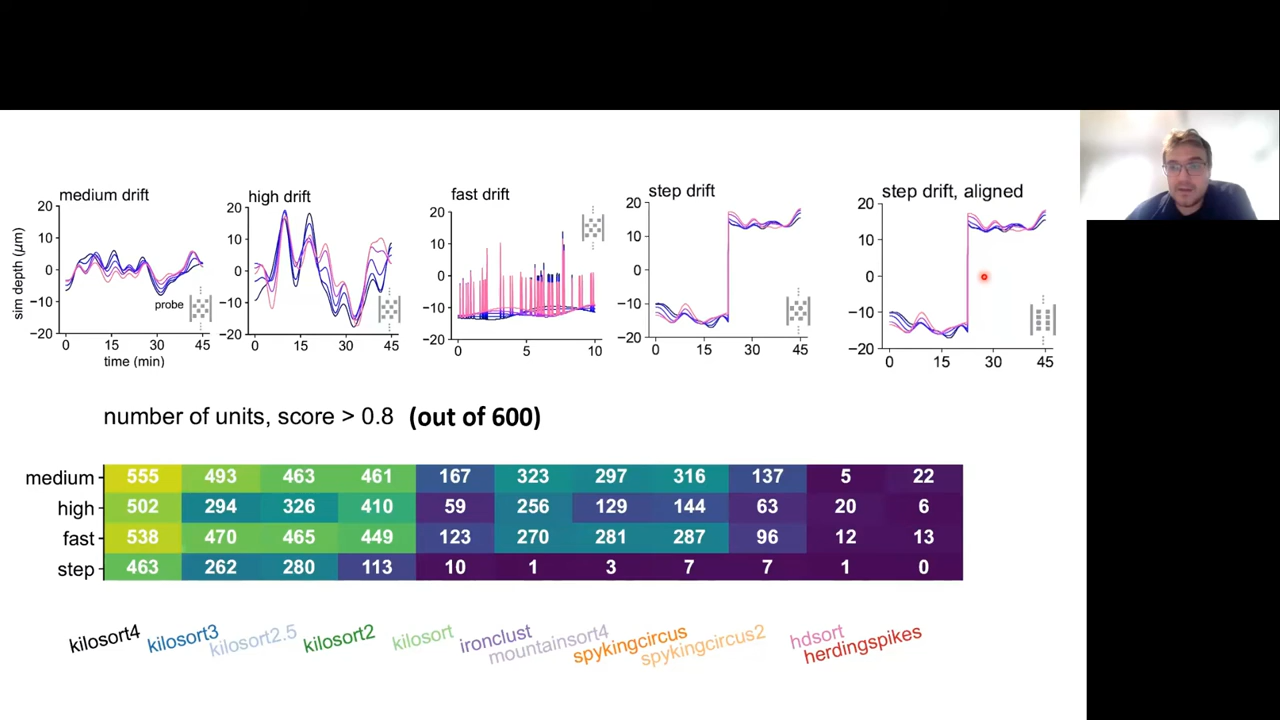 medium drift
high drift
fast drift
step drift
step drift, aligned
20
10
0
−10
−20
sim depth (μm)
probe
0
15
30
45
time (min)
20
10
0
−10
−20
0
15
30
45
20
10
0
−10
−20
0
5
10
20
10
0
−10
−20
0
15
30
45
20
10
0
−10
−20
0
15
30
45
number of units, score > 0.8 (out of 600)
medium 555 493 463 461 167 323 297 316 137 5 22
high 502 294 326 410 59 256 129 144 63 20 6
fast 538 470 465 449 123 270 281 287 96 12 13
step 463 262 280 113 10 1 3 7 7 1 0
kilosort4
kilosort3
kilosort2.5
kilosort2
kilosort
ironclust
mountainsort4
spykingcircus
spykingcircus2
hdsort
herdingspikes